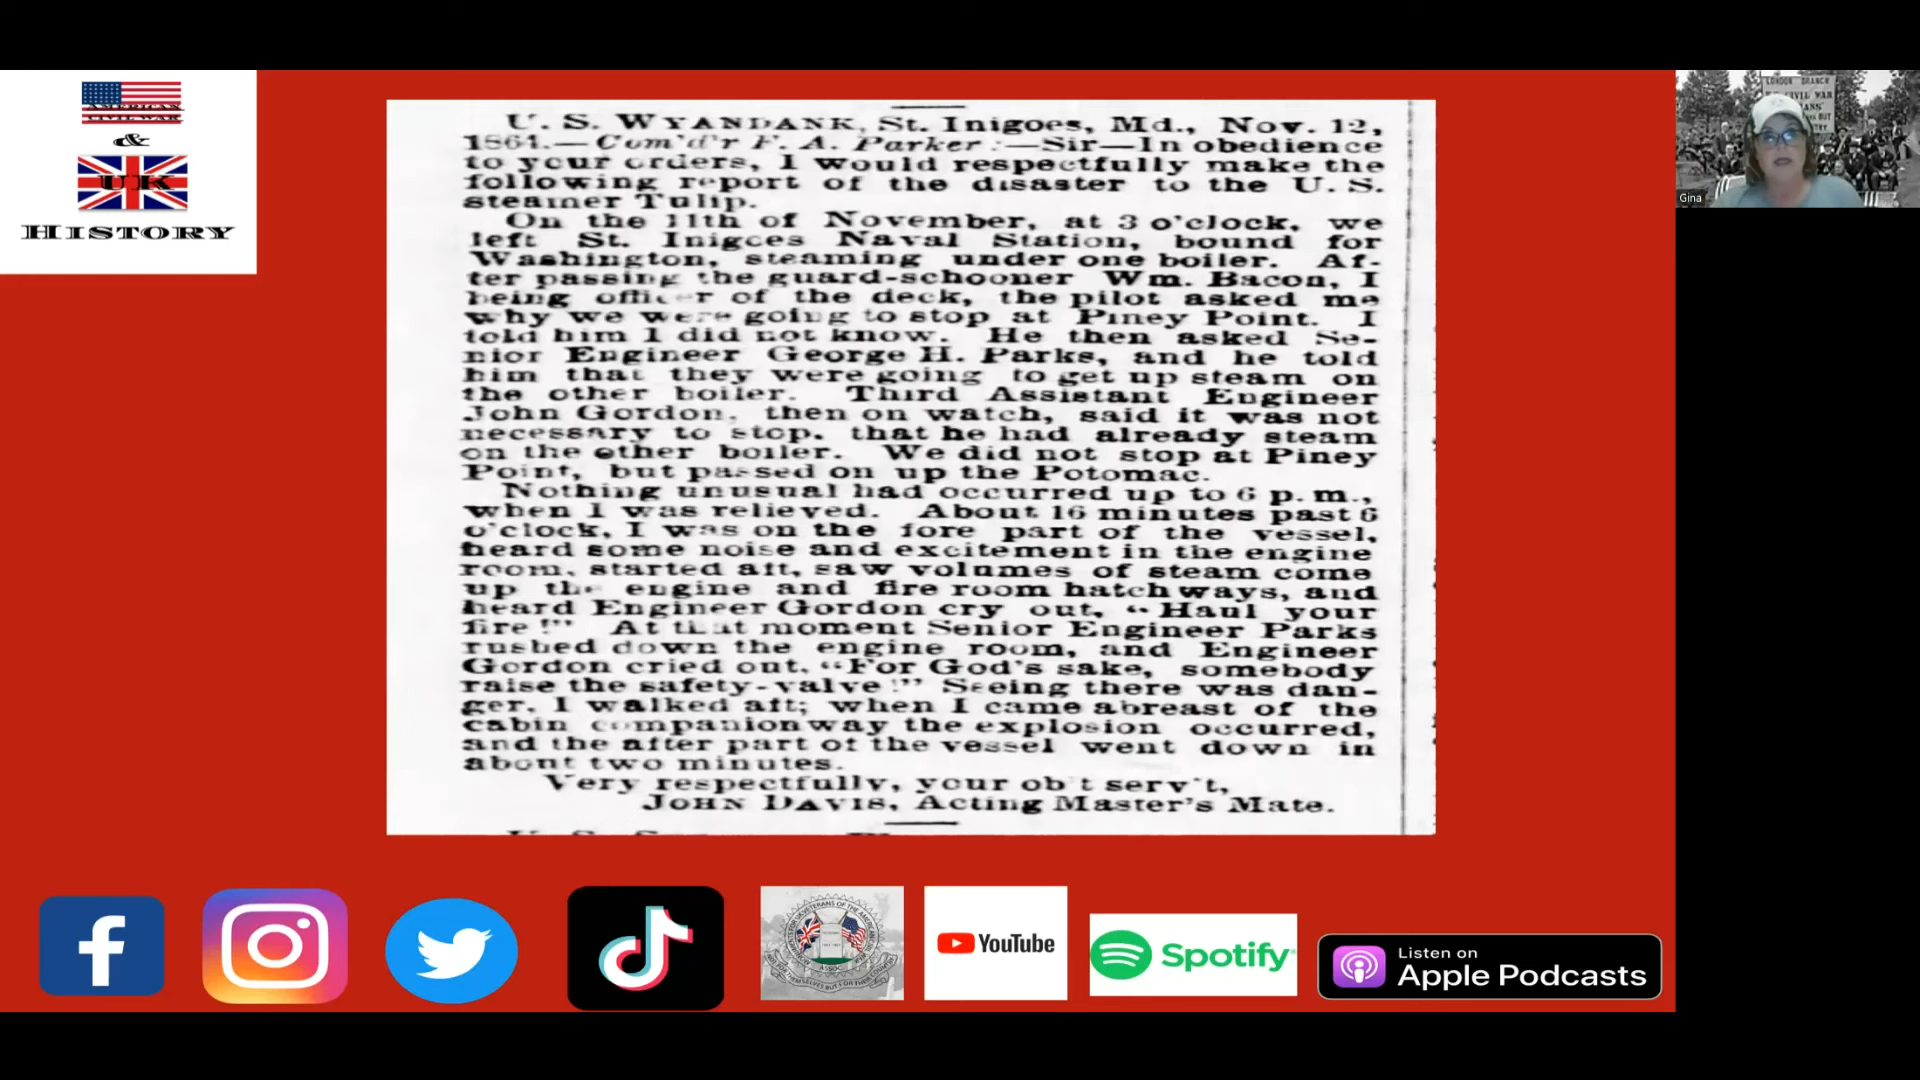 AMERICAN
CIVIL WAR
&
UK
HISTORY
U. S. WYANDANK, St. Inigoes, Md., Nov. 12,
1864.—Com'd'r F. A. Parker:—Sir—In obedience
to your orders, I would respectfully make the
following report of the disaster to the U. S.
steamer Tulip.
On the 11th of November, at 3 o'clock, we
left St. Inigoes Naval Station, bound for
Washington, steaming under one boiler. Af-
ter passing the guard-schooner Wm. Bacon, I
being officer of the deck, the pilot asked me
why we were going to stop at Piney Point. I
told him I did not know. He then asked Se-
nior Engineer George H. Parks, and he told
him that they were going to get up steam on
the other boiler. Third Assistant Engineer
John Gordon, then on watch, said it was not
necessary to stop, that he had already steam
on the other boiler. We did not stop at Piney
Point, but passed on up the Potomac.
Nothing unusual had occurred up to 6 p. m.,
when I was relieved. About 16 minutes past 6
o'clock, I was on the fore part of the vessel,
heard some noise and excitement in the engine
room, started aft, saw volumes of steam come
up the engine and fire room hatchways, and
heard Engineer Gordon cry out, "Haul your
fire!" At that moment Senior Engineer Parks
rushed down the engine room, and Engineer
Gordon cried out, "For God's sake, somebody
raise the safety-valve!" Seeing there was dan-
ger, I walked aft; when I came abreast of the
cabin companionway the explosion occurred,
and the after part of the vessel went down in
about two minutes.
Very respectfully, your ob't serv't,
JOHN DAVIS, Acting Master's Mate.
LONDON BRANCH
CIVIL WAR
Gina
YouTube
Spotify
Listen on
Apple Podcasts